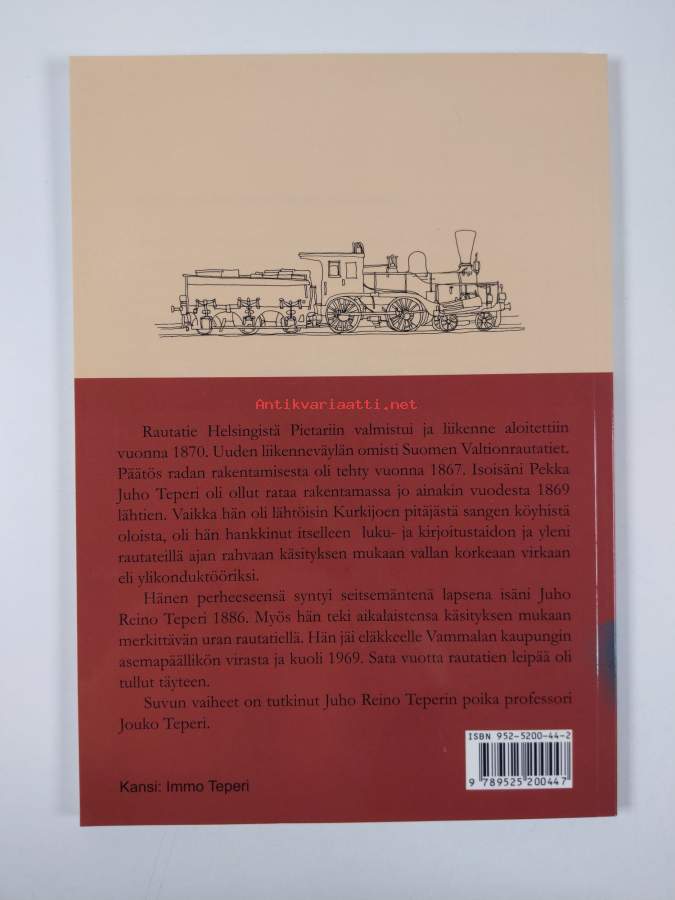 Antikvariaatti.net
Rautatie Helsingistä Pietariin valmistui ja liikenne aloitettiin
vuonna 1870. Uuden liikenneväylän omisti Suomen Valtionrautatiet.
Päätös radan rakentamisesta oli tehty vuonna 1867. Isoisäni Pekka
Juho Teperi oli ollut rataa rakentamassa jo ainakin vuodesta 1869
lähtien. Vaikka hän oli lähtöisin Kurkijoen pitäjästä sangen köyhistä
oloista, oli hän hankkinut itselleen luku- ja kirjoitustaidon ja yleni
rautateillä ajan rahvaan käsityksen mukaan vallan korkeaan virkaan
eli ylikonduktööriksi.
Hänen perheeseensä syntyi seitsemäntenä lapsena isäni Juho
Reino Teperi 1886. Myös hän teki aikalaistensa käsityksen mukaan
merkittävän uran rautatiellä. Hän jäi eläkkeelle Vammalan kaupungin
asemapäällikön virasta ja kuoli 1969. Sata vuotta rautatien leipää oli
tullut täyteen.
Suvun vaiheet on tutkinut Juho Reino Teperin poika professori
Jouko Teperi.
ISBN 952-5200-44-2
9 789525 200447
Kansi: Immo Teperi